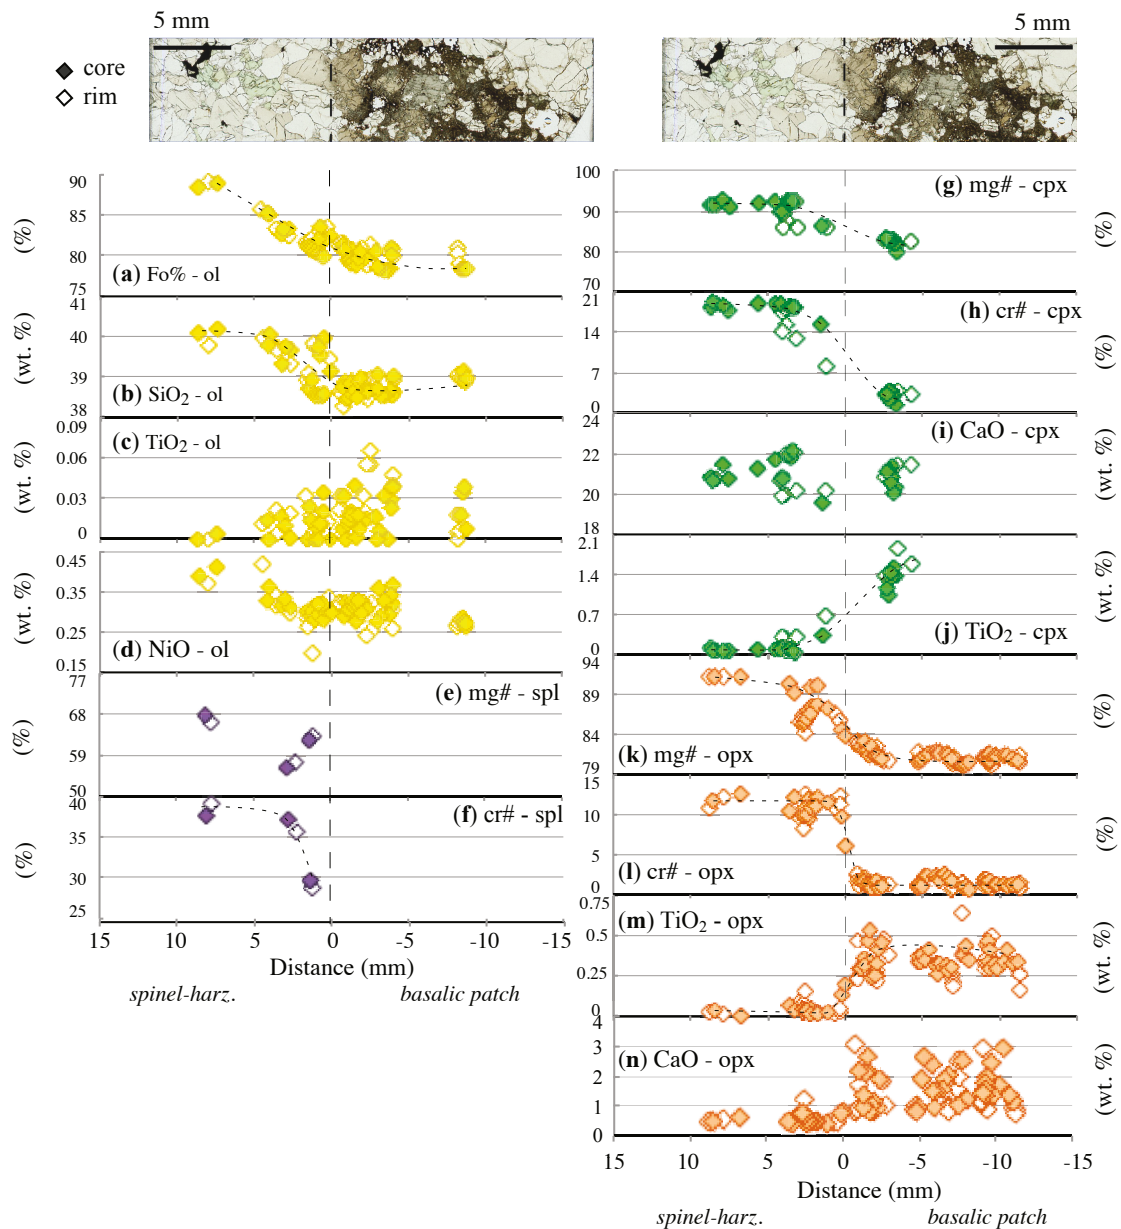 5 mm
5 mm
core
rim
90
85
80
75
(%)
(a) Fo% - ol
41
40
39
38
(wt. %)
(b) SiO2 - ol
0.09
0.06
0.03
0
(wt. %)
(c) TiO2 - ol
0.45
0.35
0.25
0.15
(wt. %)
(d) NiO - ol
77
68
59
50
(%)
(e) mg# - spl
40
35
30
25
(%)
(f) cr# - spl
15 10 5 0 -5 -10 -15
Distance (mm)
spinel-harz. basalic patch
100
90
80
70
(%)
(g) mg# - cpx
21
14
7
0
(%)
(h) cr# - cpx
24
22
20
18
(wt. %)
(i) CaO - cpx
2.1
1.4
0.7
0
(wt. %)
(j) TiO2 - cpx
94
89
84
79
(%)
(k) mg# - opx
15
10
5
0
(%)
(l) cr# - opx
0.75
0.5
0.25
0
(wt. %)
(m) TiO2 - opx
4
3
2
1
0
(wt. %)
(n) CaO - opx
15 10 5 0 -5 -10 -15
Distance (mm)
spinel-harz. basalic patch